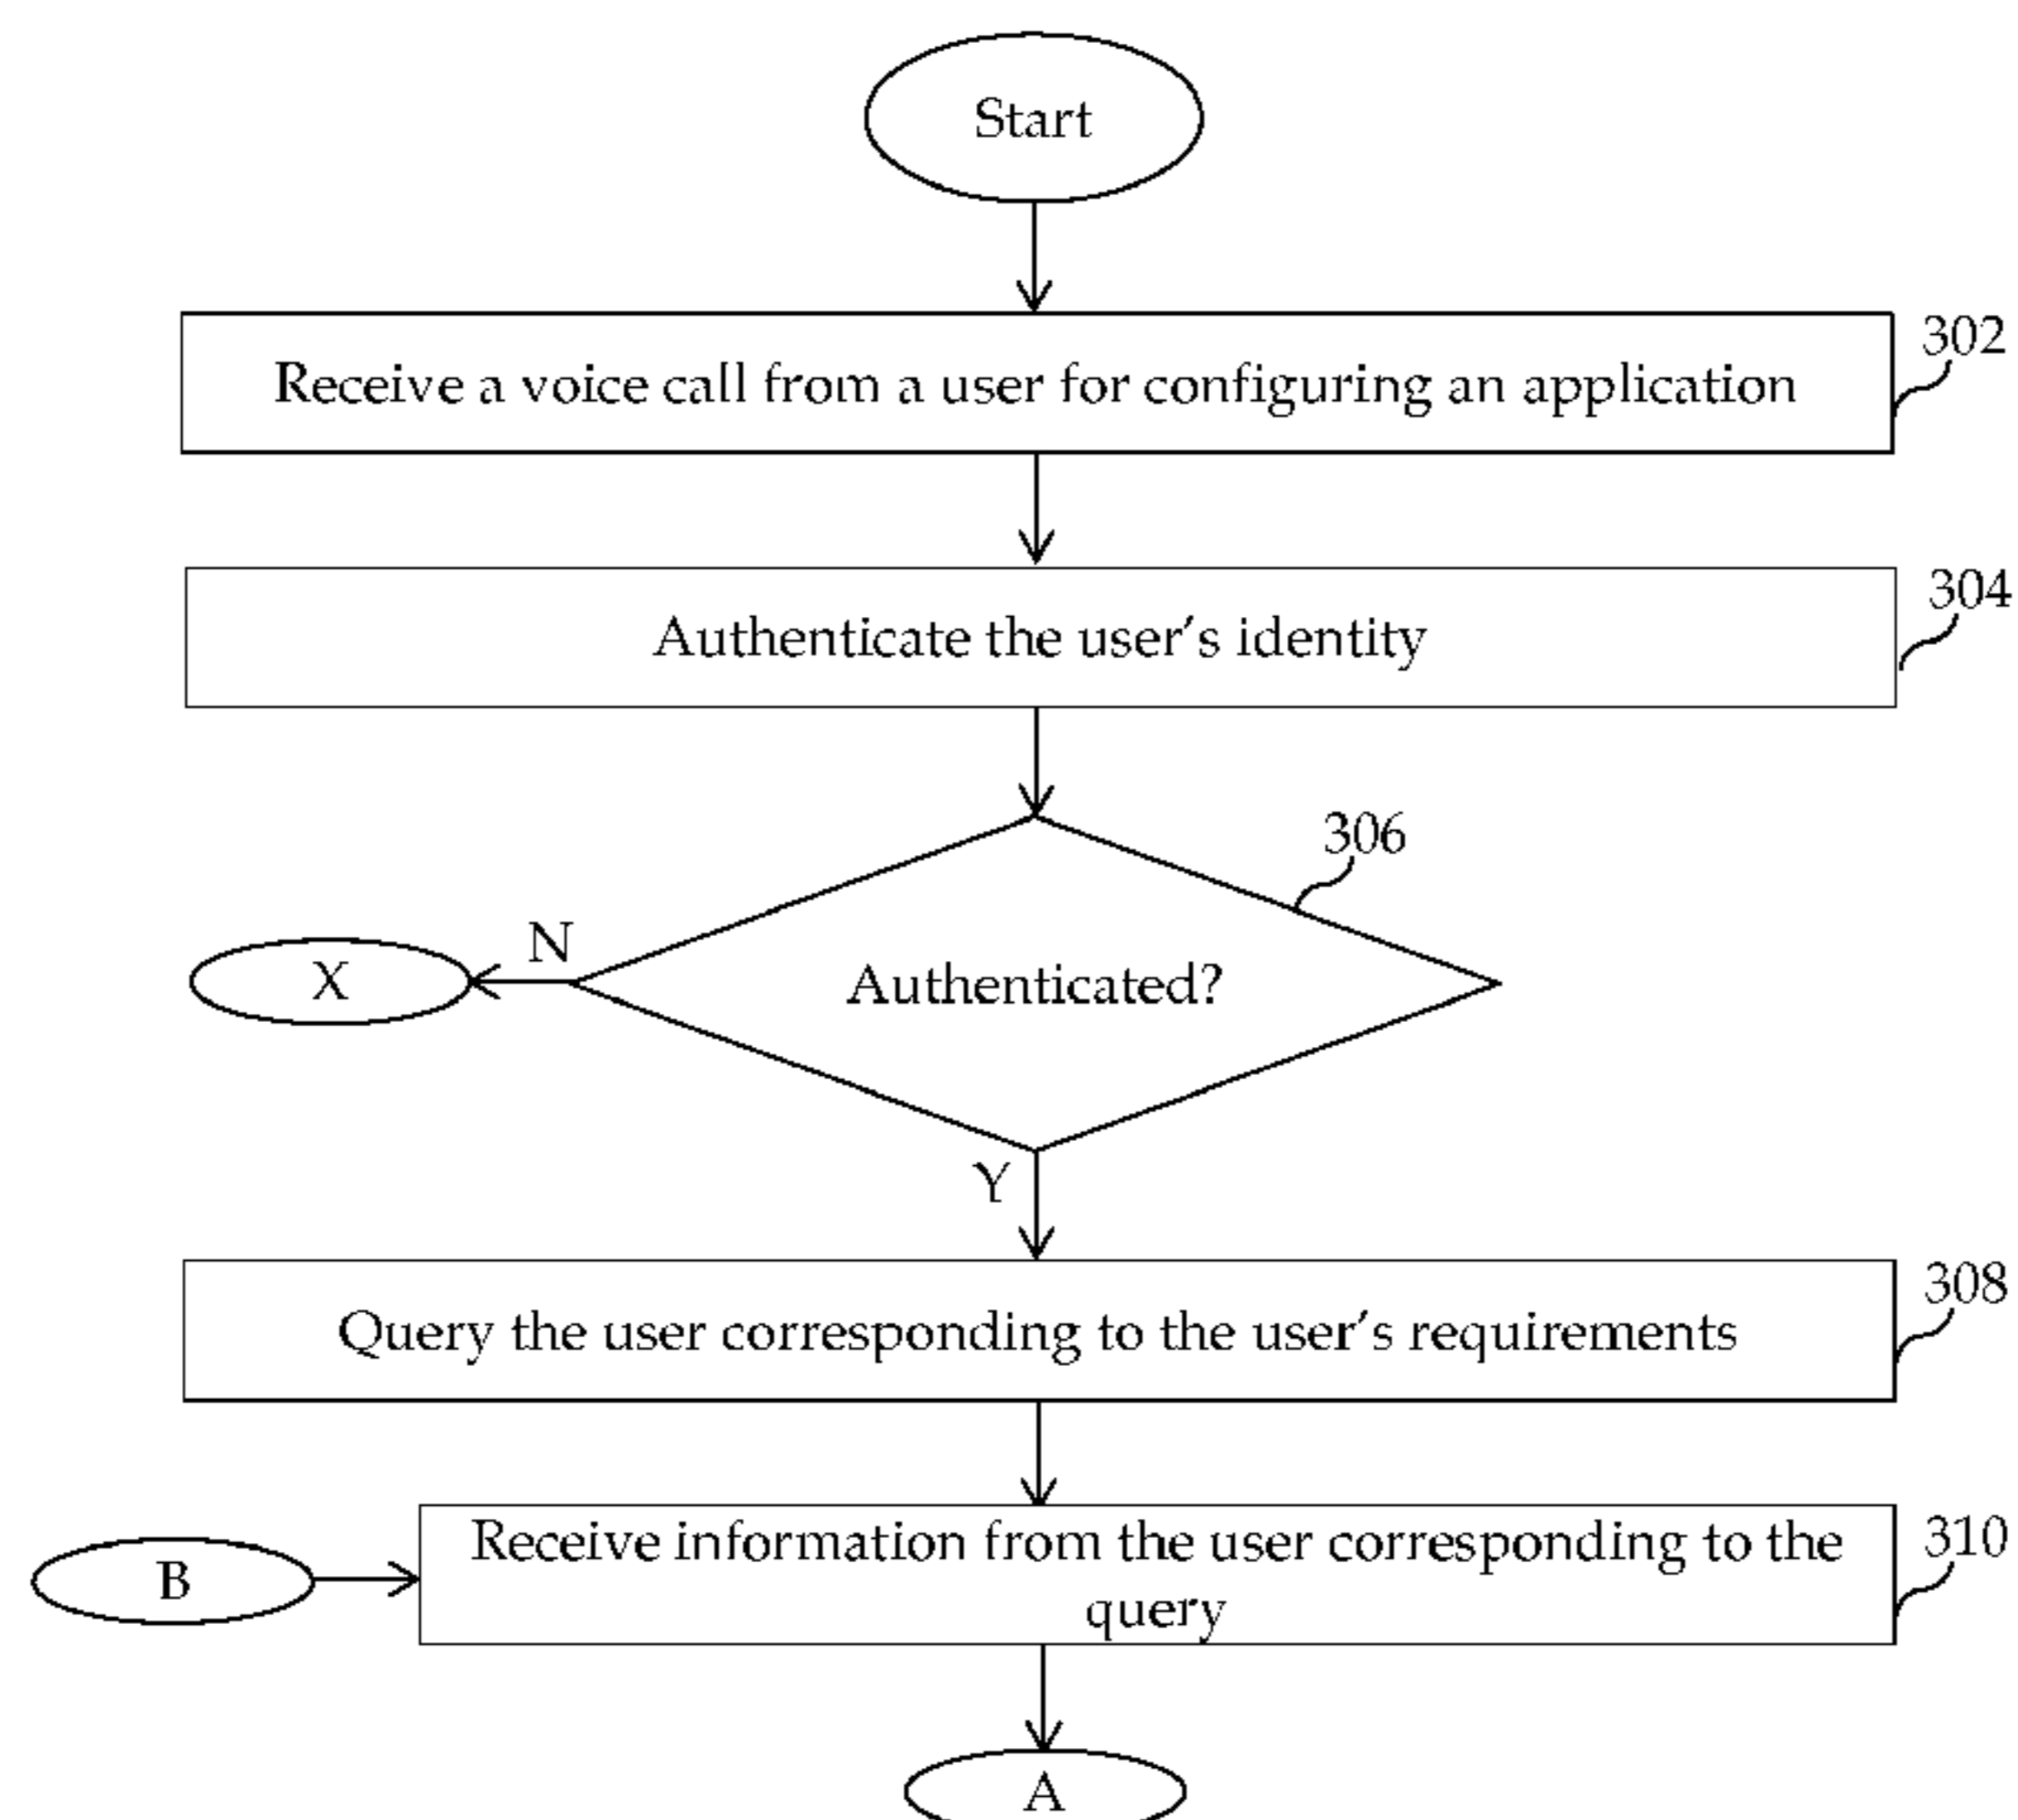 Start
302
Receive a voice call from a user for configuring an application
304
Authenticate the user's identity
306
N
X
Authenticated?
Y
308
Query the user corresponding to the user's requirements
310
Receive information from the user corresponding to the
B
query
A